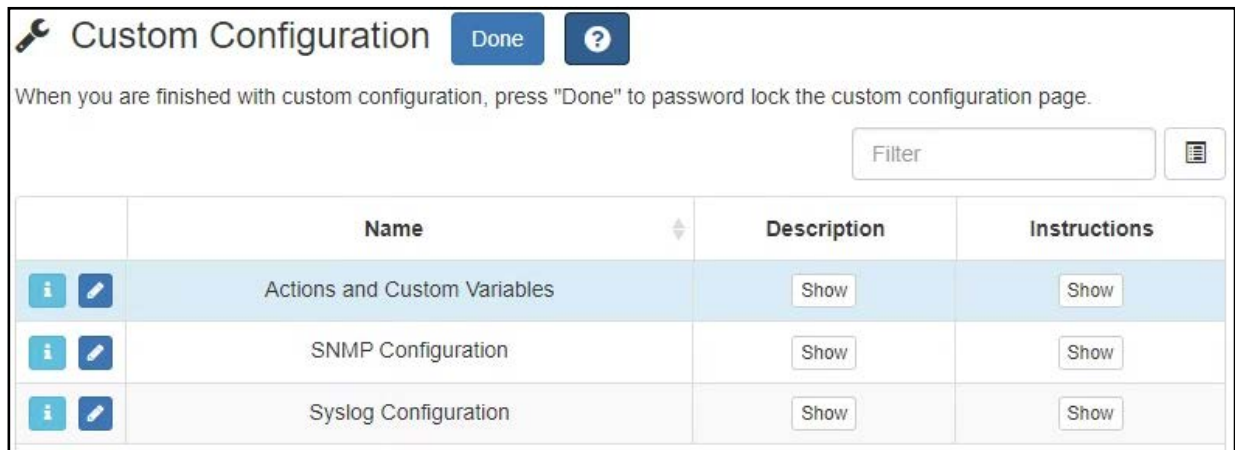 Custom Configuration Done
When you are finished with custom configuration, press "Done" to password lock the custom configuration page.
Filter
Name Description Instructions
Actions and Custom Variables Show Show
SNMP Configuration Show Show
Syslog Configuration Show Show